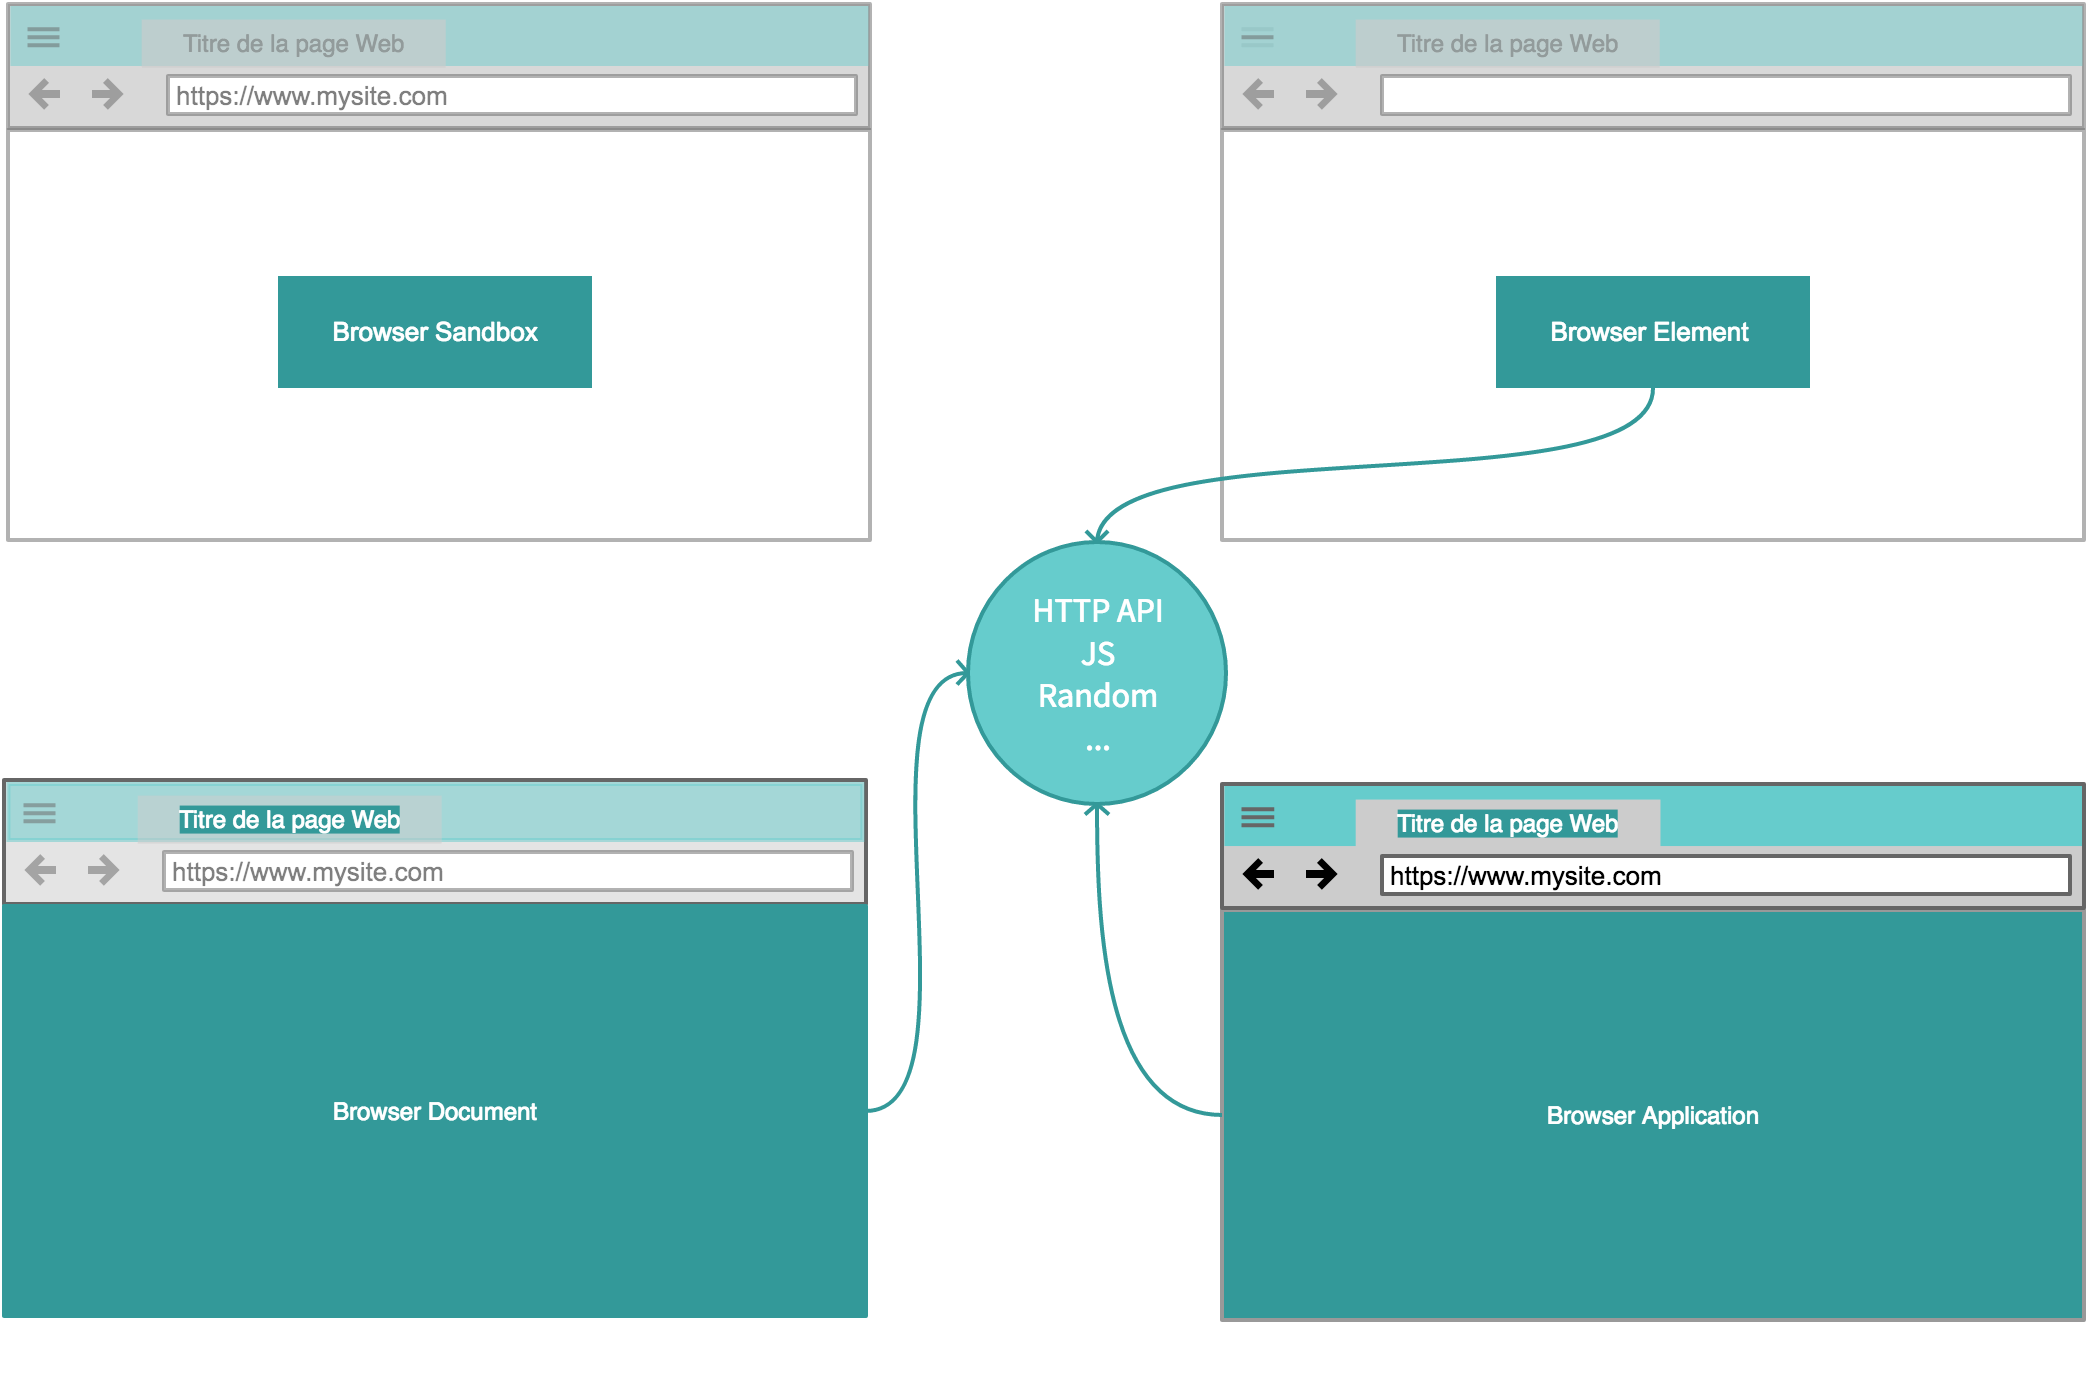 Titre de la page Web
https://www.mysite.com
Browser Sandbox
Titre de la page Web
Browser Element
HTTP API
JS
Random
...
Titre de la page Web
https://www.mysite.com
Browser Document
Titre de la page Web
https://www.mysite.com
Browser Application